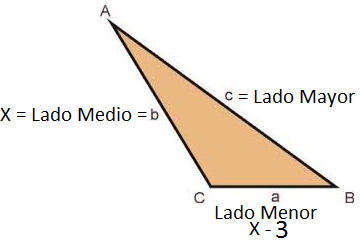 A
X = Lado Medio = b
c = Lado Mayor
C
a
B
Lado Menor
X - 3